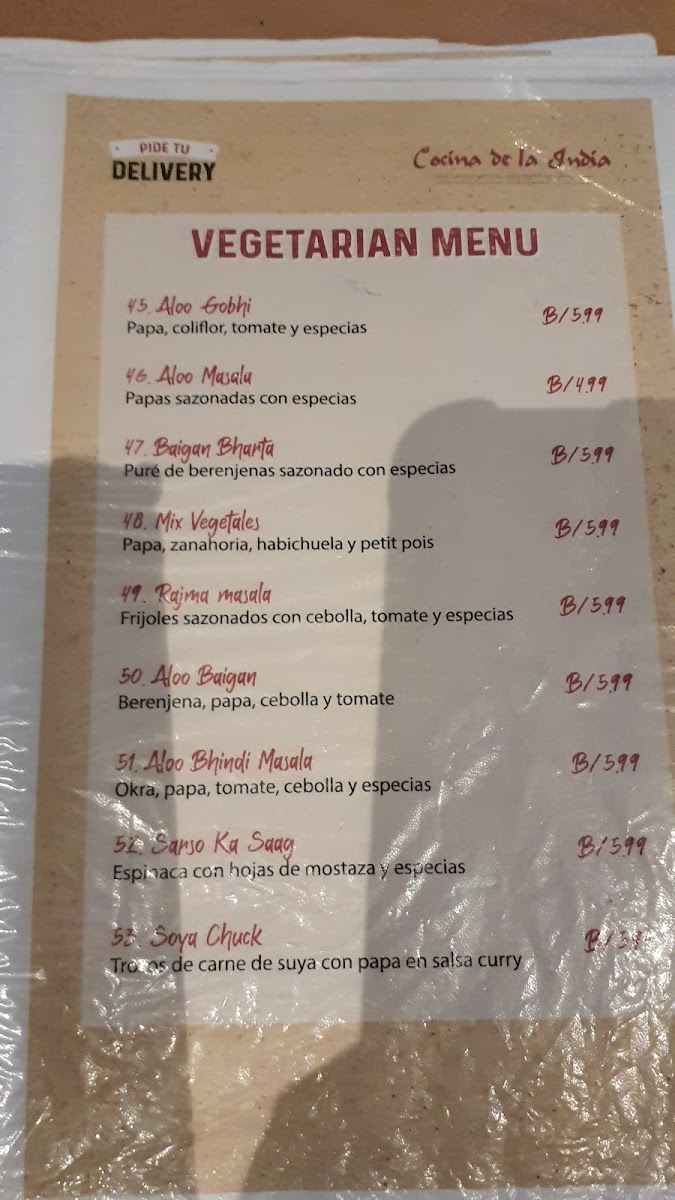 PIDE TU
DELIVERY
Cocina de la India
VEGETARIAN MENU
45. Aloo Gobhi B/5.99
Papa, coliflor, tomate y especias
46. Aloo Masala B/4.99
Papas sazonadas con especias
47. Baigan Bharta B/5.99
Puré de berenjenas sazonado con especias
48. Mix Vegetales B/5.99
Papa, zanahoria, habichuela y petit pois
49. Rajma masala B/5.99
Frijoles sazonados con cebolla, tomate y especias
50. Aloo Baigan B/5.99
Berenjena, papa, cebolla y tomate
51. Aloo Bhindi Masala B/5.99
Okra, papa, tomate, cebolla y especias
52. Sarso Ka Saag B/5.99
Espinaca con hojas de mostaza y especias
53. Soya Chuck
Trozos de carne de suya con papa en salsa curry